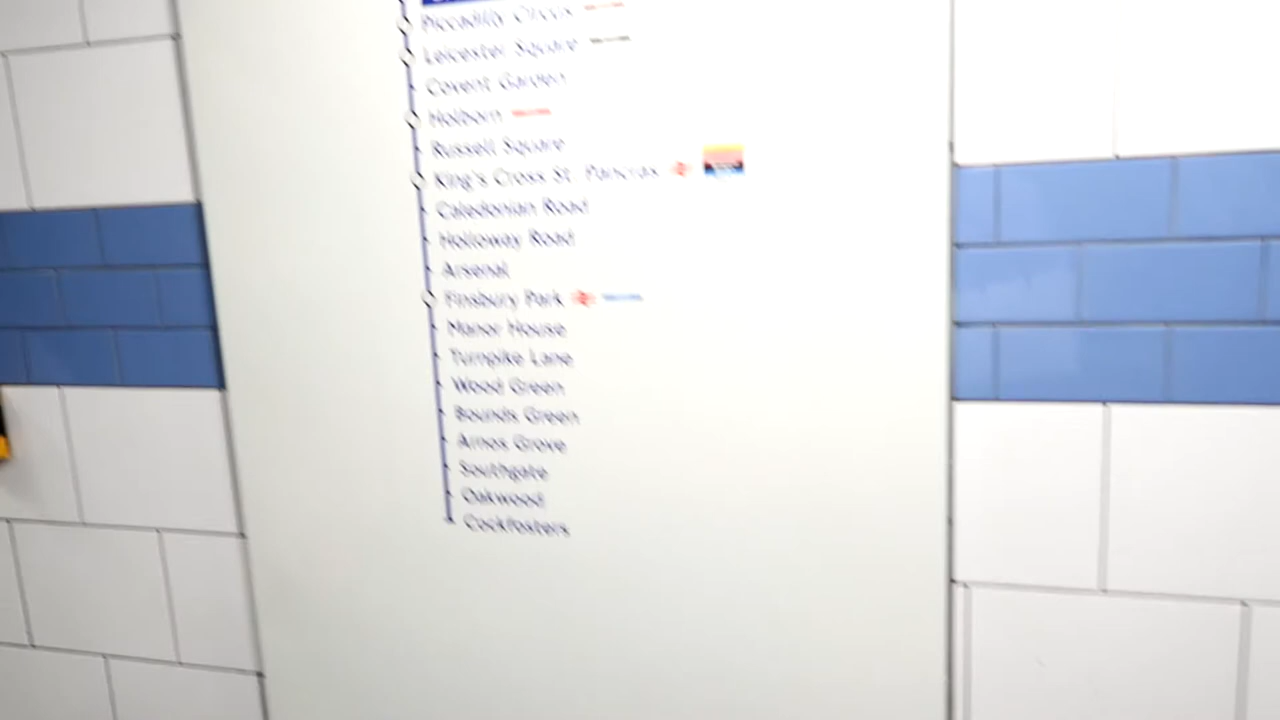 Piccadilly Circus
Leicester Square
Covent Garden
Holborn
Russell Square
King's Cross St. Pancras
Caledonian Road
Holloway Road
Arsenal
Finsbury Park
Manor House
Turnpike Lane
Wood Green
Bounds Green
Arnos Grove
Southgate
Oakwood
Cockfosters